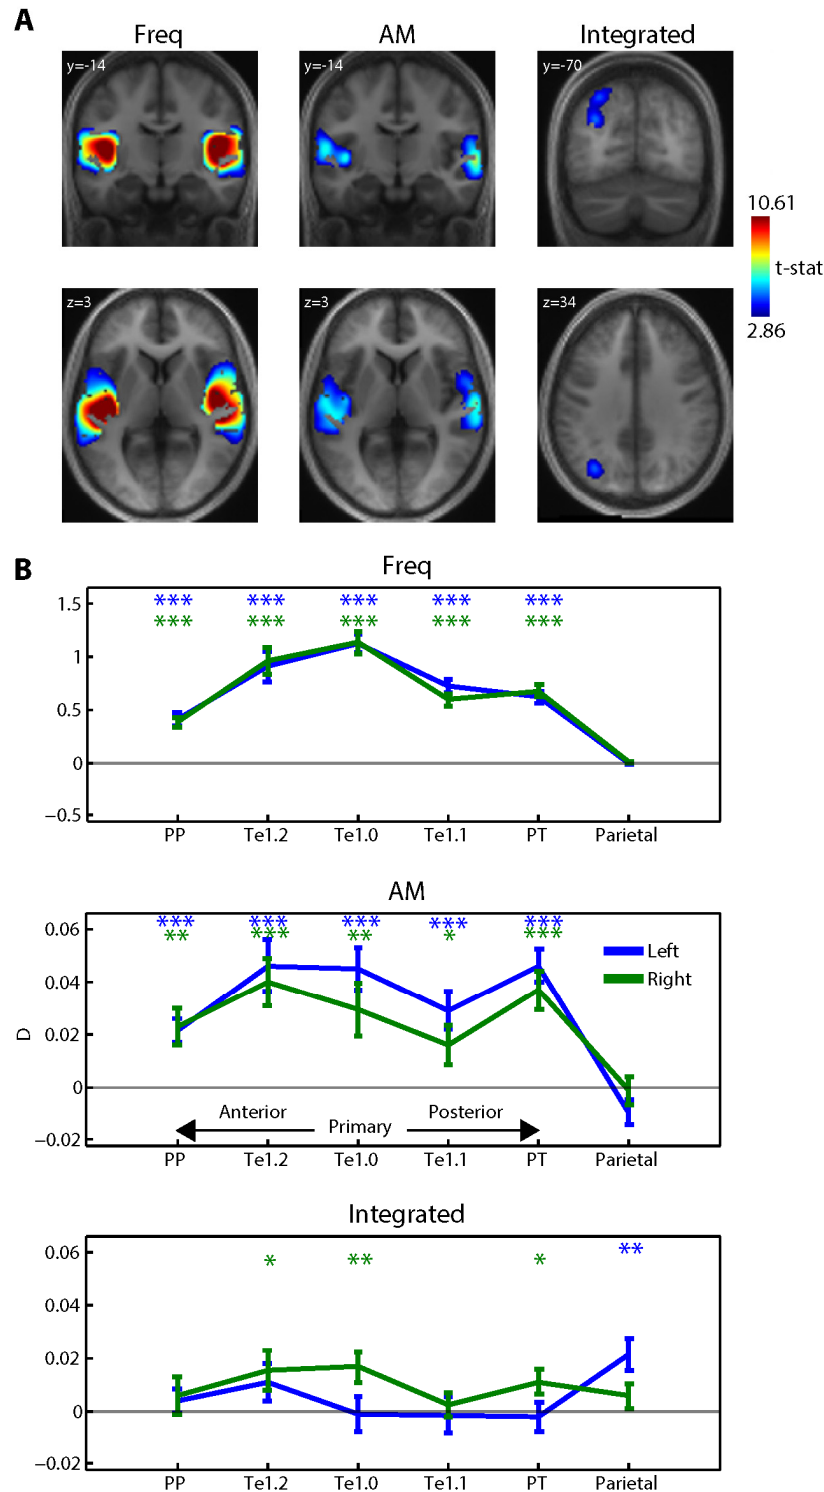 A
Freq AM Integrated
y=-14 y=-14 y=-70
10.61
t-stat
2.86
z=3 z=3 z=34
B
Freq
*** *** *** *** ***
*** *** *** *** ***
1.5
1
0.5
0
−0.5
PP Te1.2 Te1.0 Te1.1 PT Parietal
AM
*** *** *** *** ***
** *** ** * ***
0.06
0.04
0.02
0
−0.02
D
Left
Right
Anterior Primary Posterior
PP Te1.2 Te1.0 Te1.1 PT Parietal
Integrated
* ** * **
0.06
0.04
0.02
0
−0.02
PP Te1.2 Te1.0 Te1.1 PT Parietal